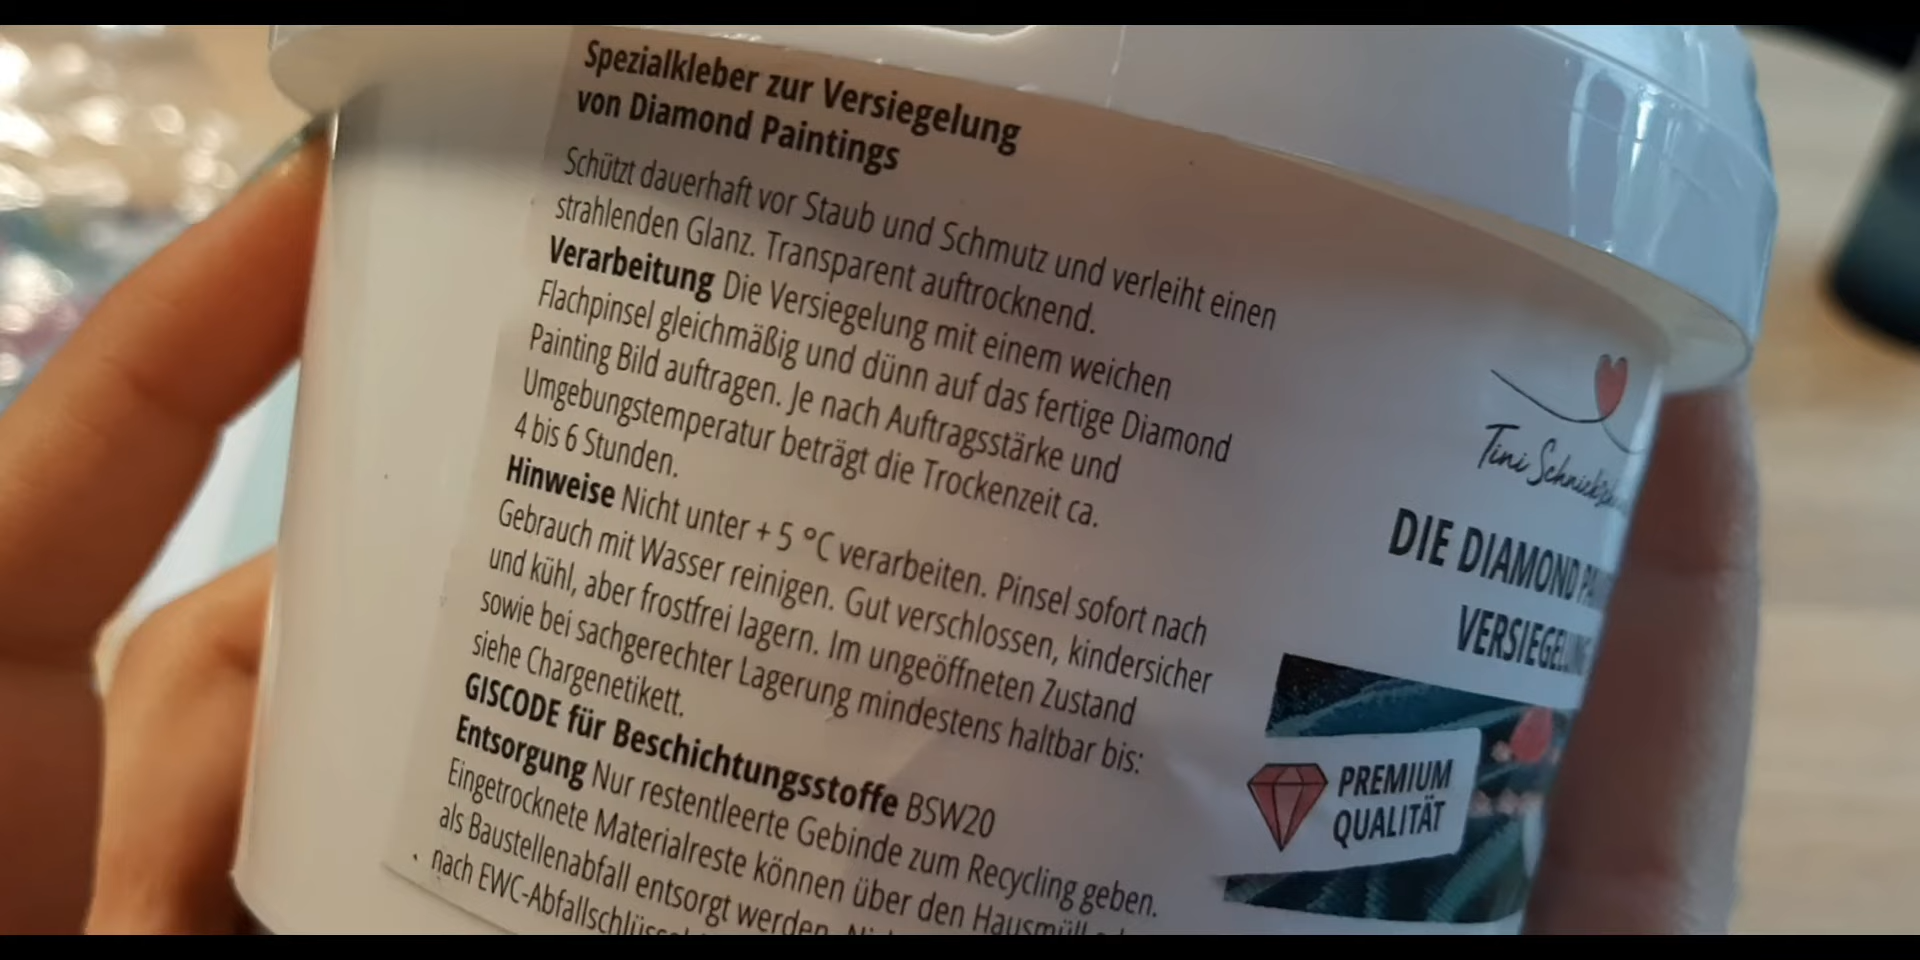 Spezialkleber zur Versiegelung
von Diamond Paintings
Schützt dauerhaft vor Staub und Schmutz und verleiht einen
strahlenden Glanz. Transparent auftrocknend.
Verarbeitung Die Versiegelung mit einem weichen
Flachpinsel gleichmäßig und dünn auf das fertige Diamond
Painting Bild auftragen. Je nach Auftragsstärke und
Umgebungstemperatur beträgt die Trockenzeit ca.
4 bis 6 Stunden.
Hinweise Nicht unter + 5 °C verarbeiten. Pinsel sofort nach
Gebrauch mit Wasser reinigen. Gut verschlossen, kindersicher
und kühl, aber frostfrei lagern. Im ungeöffneten Zustand
sowie bei sachgerechter Lagerung mindestens haltbar bis:
siehe Chargenetikett.
GISCODE für Beschichtungsstoffe BSW20
Entsorgung Nur restentleerte Gebinde zum Recycling geben.
Eingetrocknete Materialreste können über den Hausmüll
als Baustellenabfall entsorgt werden.
nach
Tini
DIE DIAMOND
PREMIUM
QUALITÄT